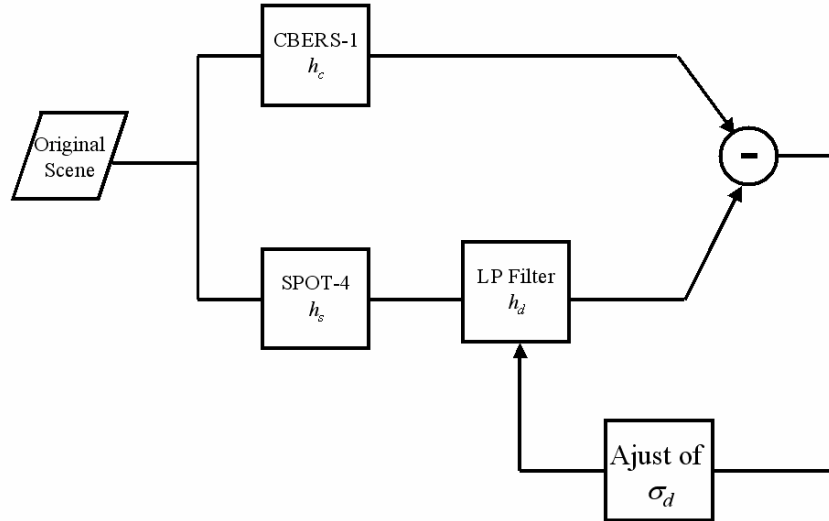 CBERS-1
h_c
Original
Scene
-
SPOT-4
h_s
LP Filter
h_d
Ajust of
σ_d